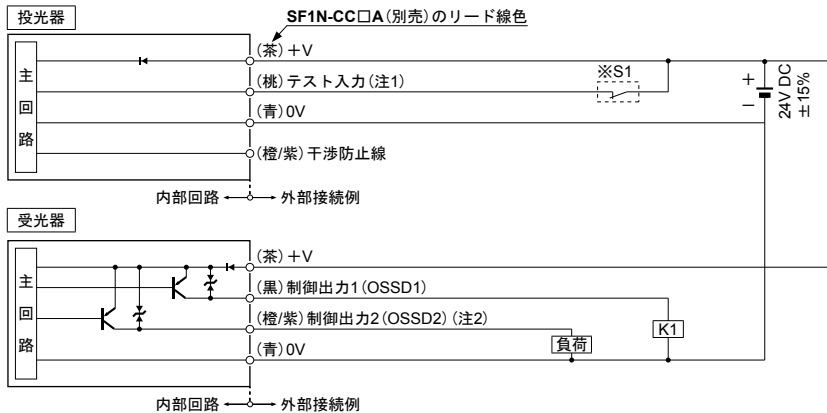 投光器
SF1N-CC□A(別売)のリード線色
主回路
(茶)+V
(桃)テスト入力(注1)
※S1
(青)0V
(橙/紫)干渉防止線
+
−
24V DC
±15%
内部回路 外部接続例
受光器
主回路
(茶)+V
(黒)制御出力1(OSSD1)
(橙/紫)制御出力2(OSSD2)(注2)
K1
負荷
(青)0V
内部回路 外部接続例